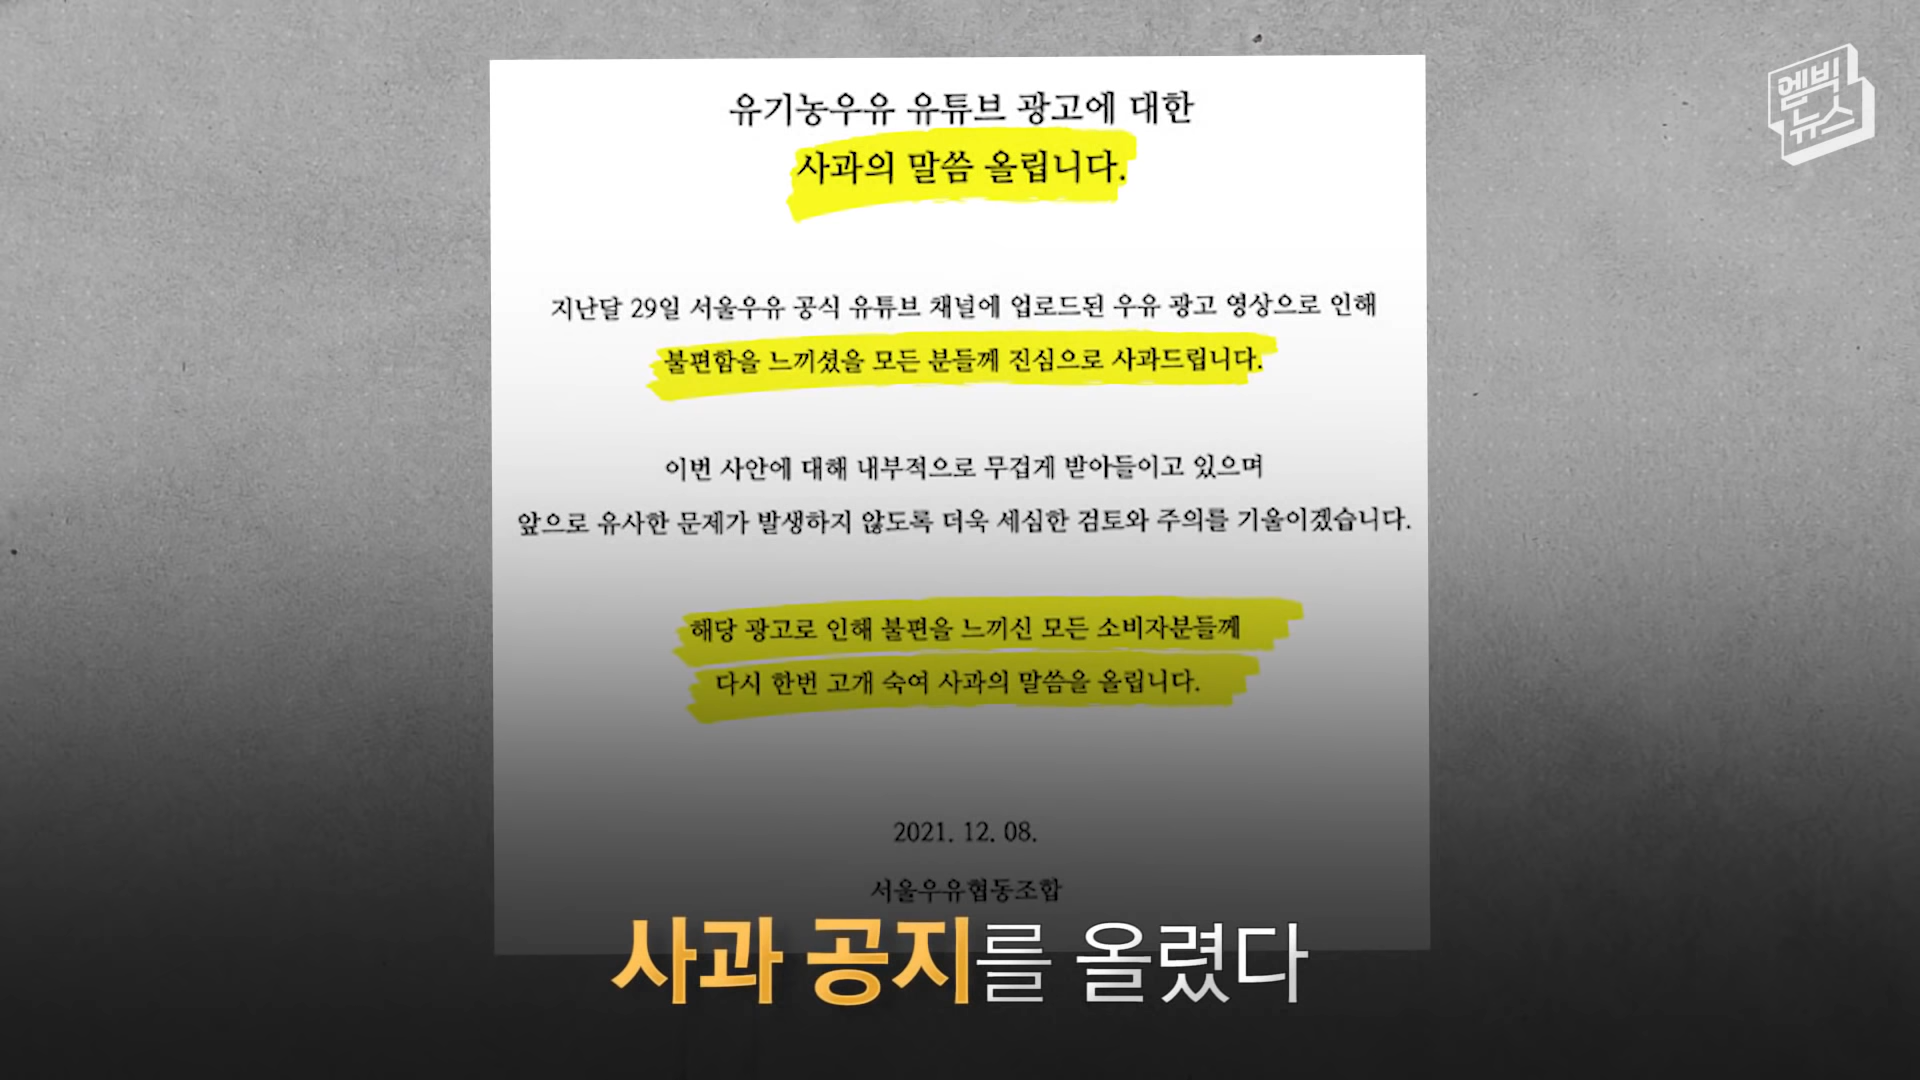 엠빅
뉴스
유기농우유 유튜브 광고에 대한
사과의 말씀 올립니다.
지난달 29일 서울우유 공식 유튜브 채널에 업로드된 우유 광고 영상으로 인해
불편함을 느끼셨을 모든 분들께 진심으로 사과드립니다.
이번 사안에 대해 내부적으로 무겁게 받아들이고 있으며
앞으로 유사한 문제가 발생하지 않도록 더욱 세심한 검토와 주의를 기울이겠습니다.
해당 광고로 인해 불편을 느끼신 모든 소비자분들께
다시 한번 고개 숙여 사과의 말씀을 올립니다.
2021. 12. 08.
서울우유협동조합
사과 공지를 올렸다